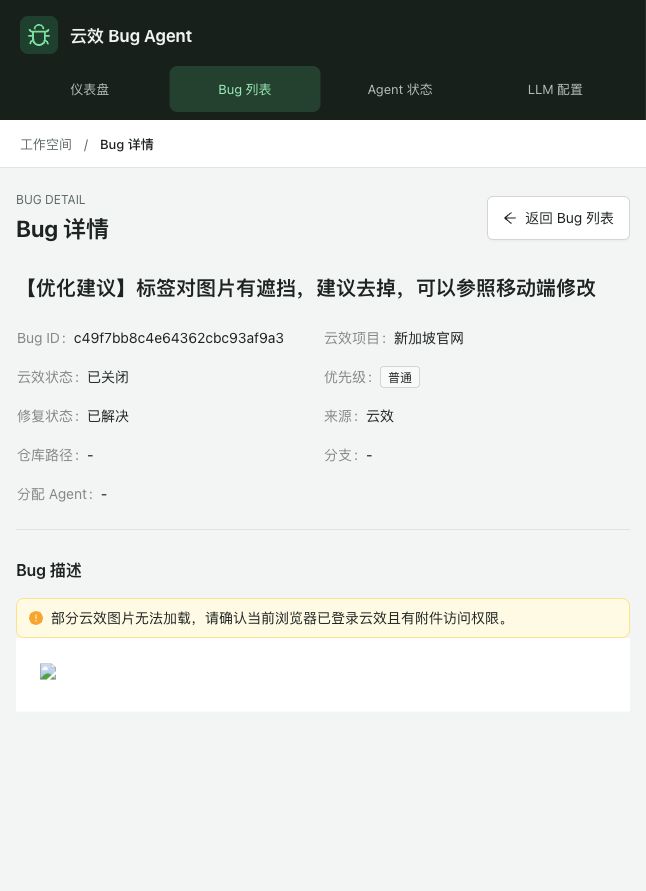 云效 Bug Agent
仪表盘 Bug 列表 Agent 状态 LLM 配置
工作空间 / Bug 详情
BUG DETAIL
Bug 详情
← 返回 Bug 列表
【优化建议】标签对图片有遮挡，建议去掉，可以参照移动端修改
Bug ID： c49f7bb8c4e64362cbc93af9a3 云效项目： 新加坡官网
云效状态： 已关闭 优先级： 普通
修复状态： 已解决 来源： 云效
仓库路径： - 分支： -
分配 Agent： -
Bug 描述
部分云效图片无法加载，请确认当前浏览器已登录云效且有附件访问权限。